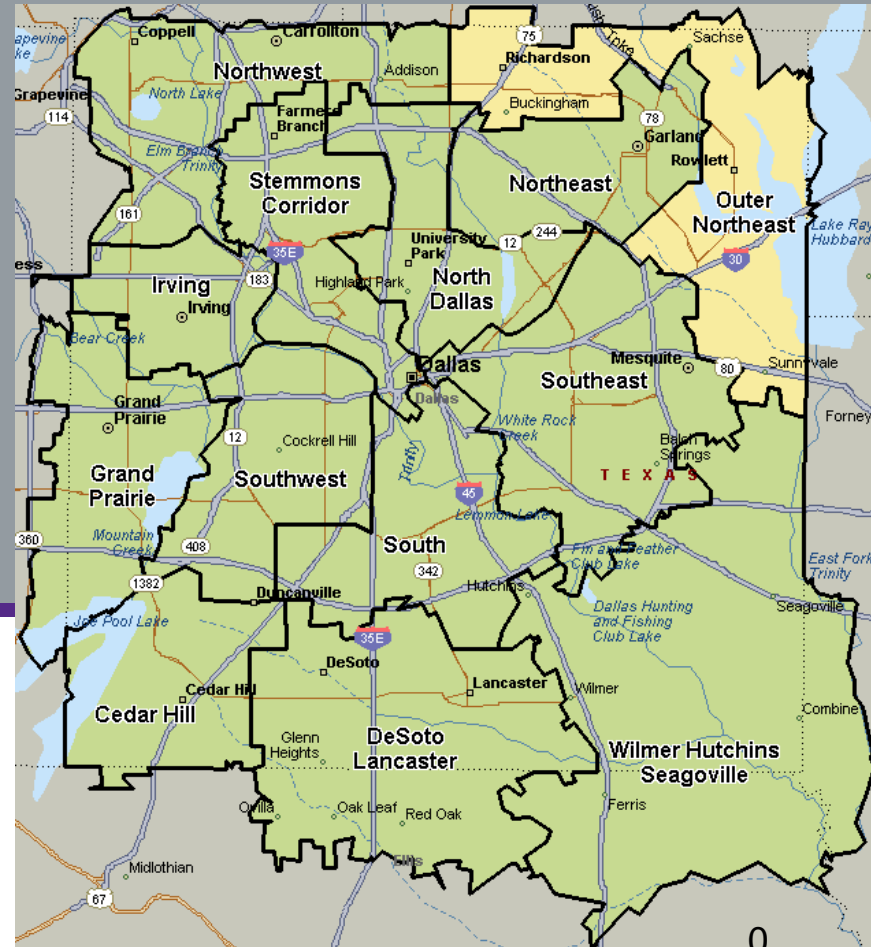 75
Sachse
Coppell
Carrollton
Richardson
Northwest
Addison
Grapevine
North Lake
Buckingham
114
Farmers
Branch
78
Garland
Elm Branch
Trinity
Rowlett
Stemmons
Corridor
Northeast
Outer
Northeast
161
University
Park
12
244
Lake Ray
Hubbard
35E
30
183
Irving
Highland Park
North
Dallas
Irving
Bear Creek
Dallas
Mesquite
80
Sunnyvale
Southeast
Dallas
Grand
Prairie
White Rock
Creek
Forney
12
Cockrell Hill
Balch
Springs
Trinity
Grand
Prairie
Southwest
TEXAS
45
Lemmon Lake
360
Mountain
Creek
408
South
Fin and Feather
Club Lake
East Fork
Trinity
1382
342
Hutchins
Duncanville
Dallas Hunting
and Fishing
Club Lake
Seagoville
Joe Pool Lake
35E
DeSoto
Lancaster
Cedar Hill
Wilmer
Cedar Hill
Combine
Glenn
Heights
DeSoto
Lancaster
Wilmer Hutchins
Seagoville
Ovilla
Oak Leaf
Red Oak
Ferris
Ellis
Midlothian
67
0